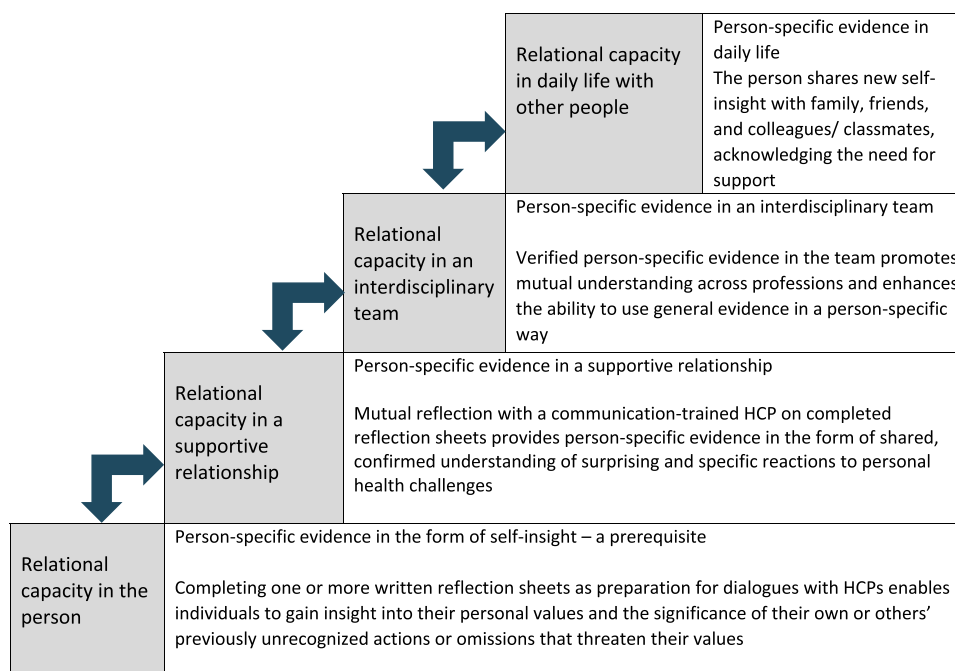 Relational capacity
in daily life with
other people
Person-specific evidence in
daily life
The person shares new self-
insight with family, friends,
and colleagues/ classmates,
acknowledging the need for
support
Relational
capacity in an
interdisciplinary
team
Person-specific evidence in an interdisciplinary team
Verified person-specific evidence in the team promotes
mutual understanding across professions and enhances
the ability to use general evidence in a person-specific
way
Relational
capacity in a
supportive
relationship
Person-specific evidence in a supportive relationship
Mutual reflection with a communication-trained HCP on completed
reflection sheets provides person-specific evidence in the form of shared,
confirmed understanding of surprising and specific reactions to personal
health challenges
Relational
capacity in the
person
Person-specific evidence in the form of self-insight – a prerequisite
Completing one or more written reflection sheets as preparation for dialogues with HCPs enables
individuals to gain insight into their personal values and the significance of their own or others’
previously unrecognized actions or omissions that threaten their values